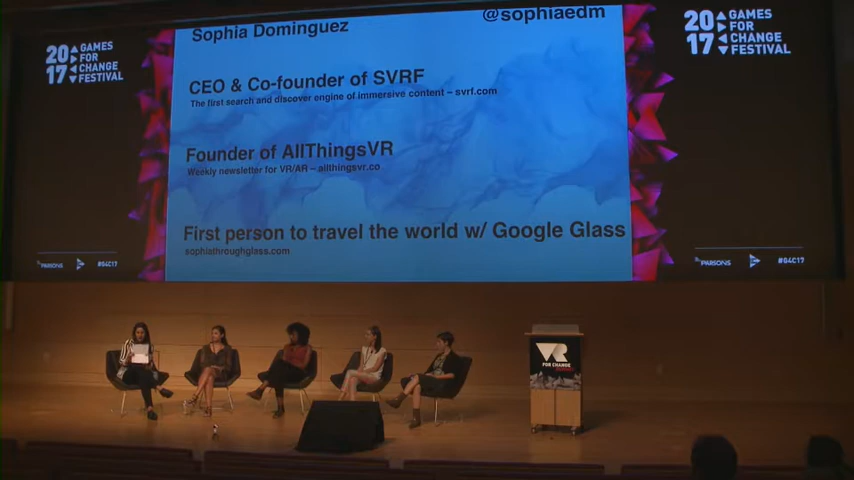 2017 GAMES FOR CHANGE FESTIVAL
Sophia Dominguez
@sophiaedm
CEO & Co-founder of SVRF
The first search and discover engine of immersive content – svrf.com
Founder of AllThingsVR
Weekly newsletter for VR/AR – allthingsvr.co
First person to travel the world w/ Google Glass
sophiathroughglass.com
PARSONS
#G4C17
2017 GAMES FOR CHANGE FESTIVAL
PARSONS
#G4C17
VR
FOR CHANGE